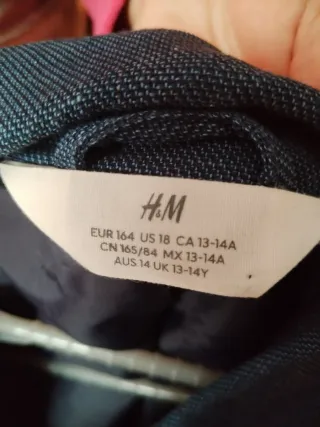 H&M
EUR 164 US 18 CA 13-14A
CN 165/84 MX 13-14A
AUS 14 UK 13-14Y